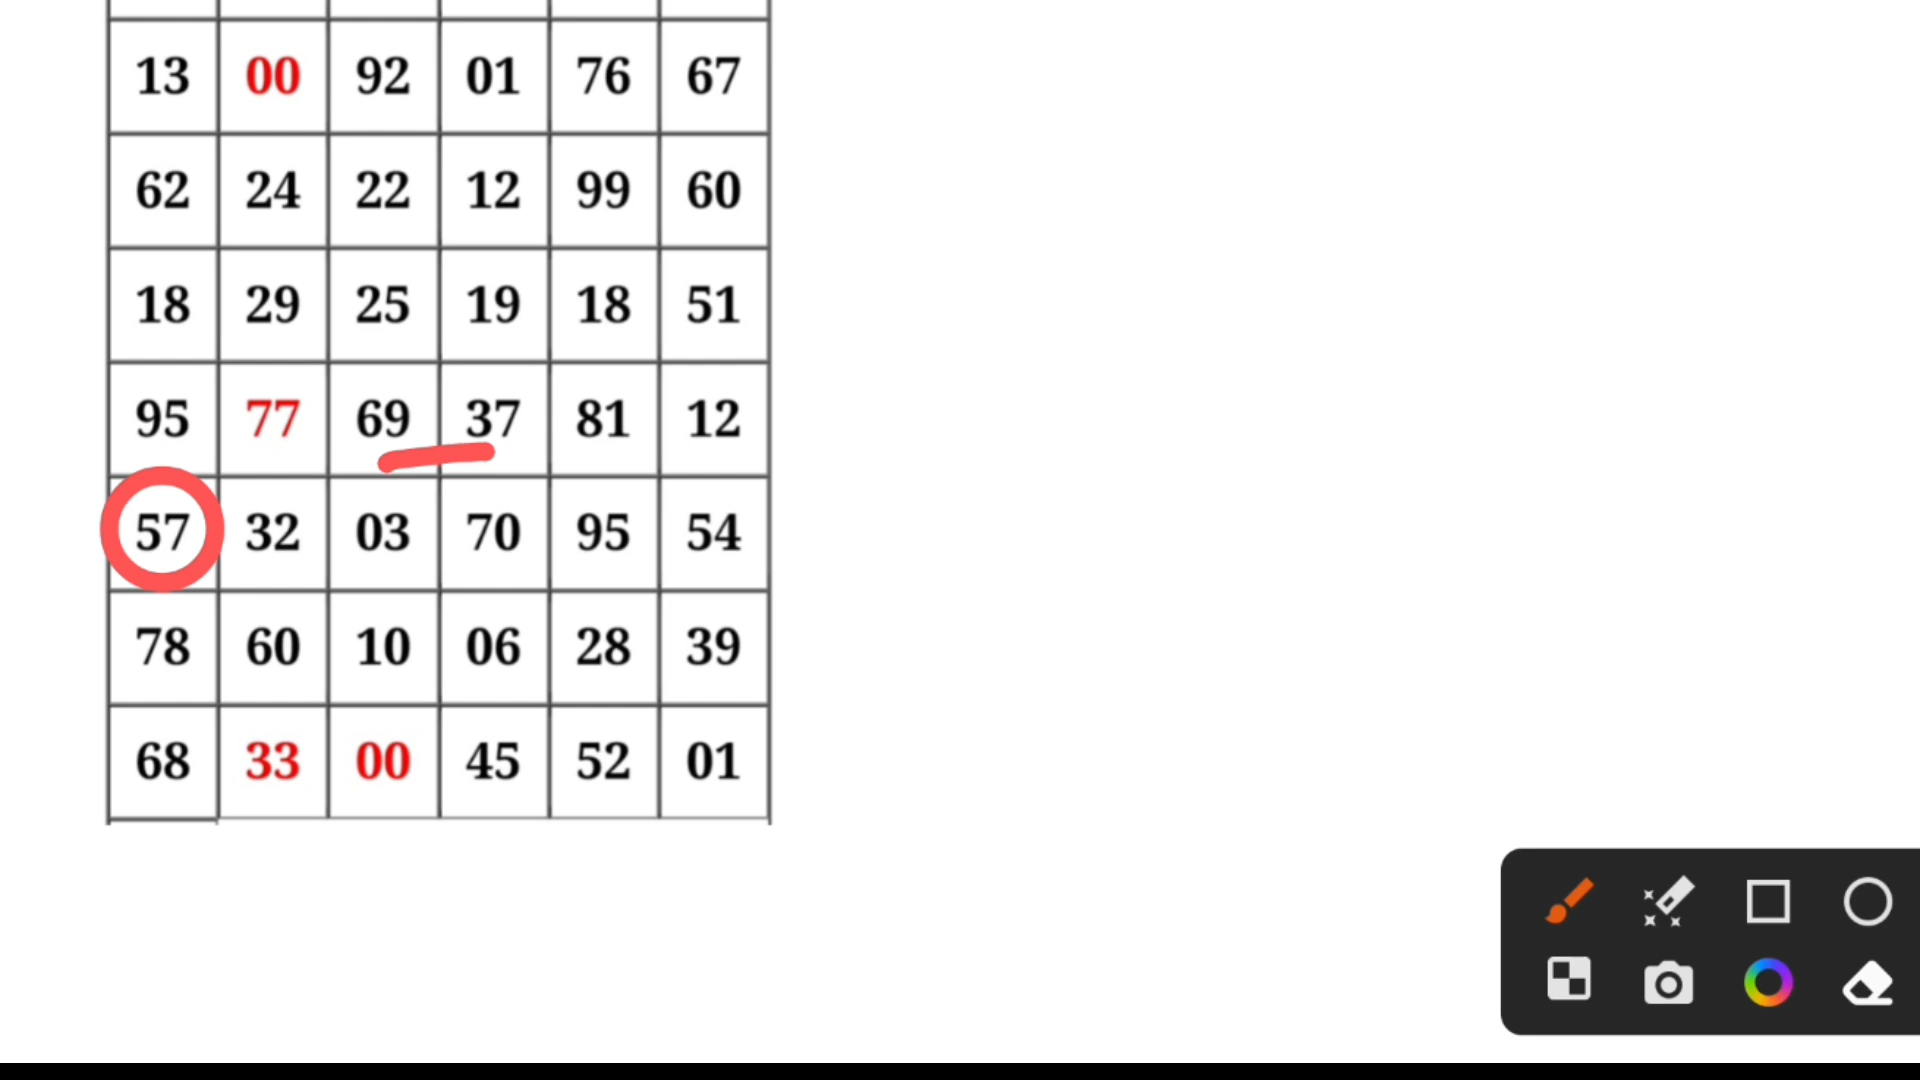 13 00 92 01 76 67
62 24 22 12 99 60
18 29 25 19 18 51
95 77 69 37 81 12
57 32 03 70 95 54
78 60 10 06 28 39
68 33 00 45 52 01